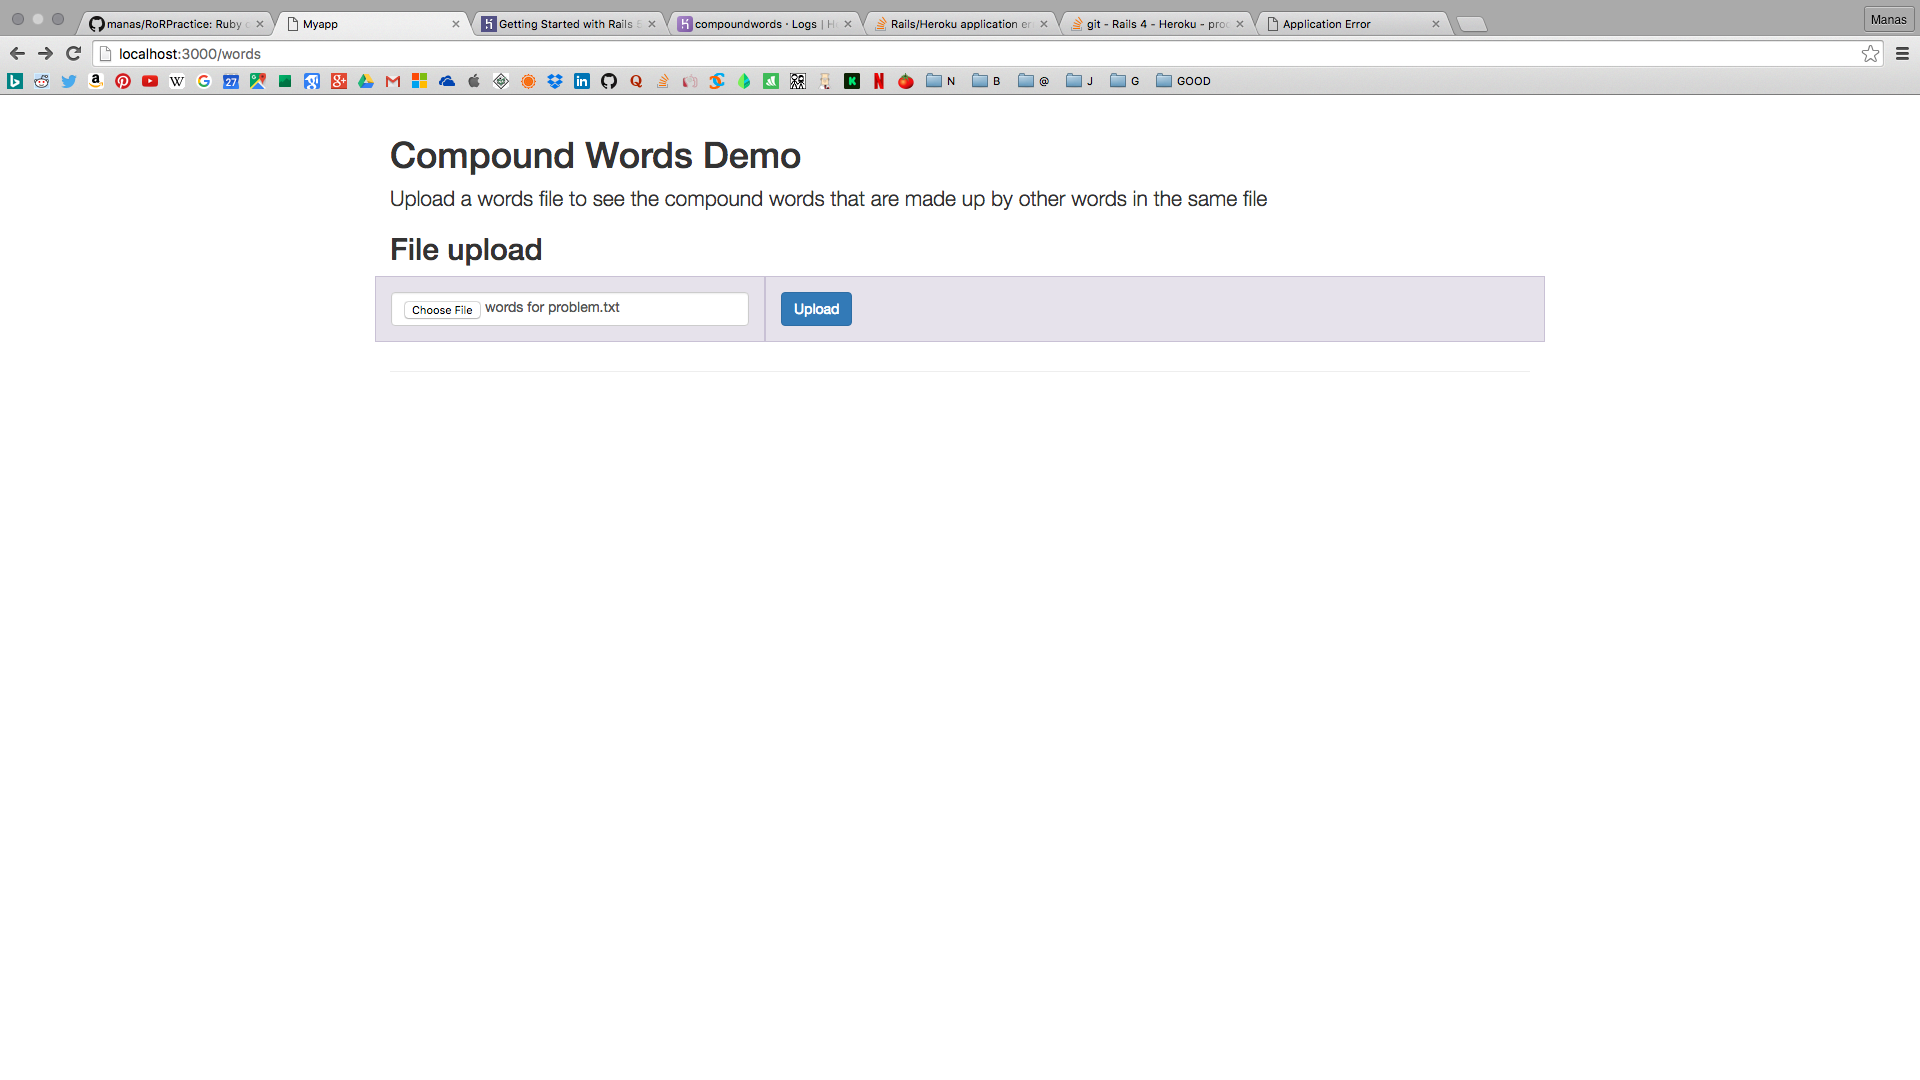 manas/RoRPractice: Ruby
Myapp
Getting Started with Rails 5
compoundwords · Logs | H
Rails/Heroku application er
git - Rails 4 - Heroku - pro
Application Error
Manas
localhost:3000/words
27
N
B
@
J
G
GOOD
Compound Words Demo
Upload a words file to see the compound words that are made up by other words in the same file
File upload
Choose File words for problem.txt
Upload